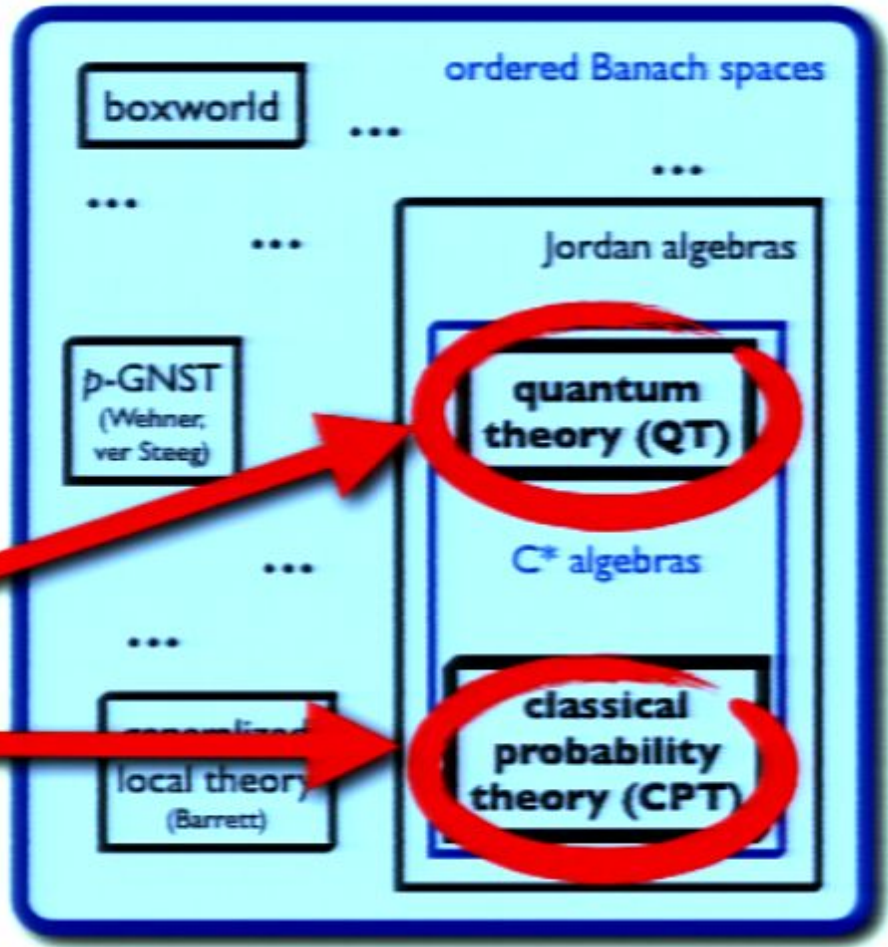 boxworld
ordered Banach spaces
...
...
...
...
Jordan algebras
p-GNST
(Wehner,
ver Steeg)
quantum
theory (QT)
...
C* algebras
...
local theory
(Barrett)
classical
probability
theory (CPT)